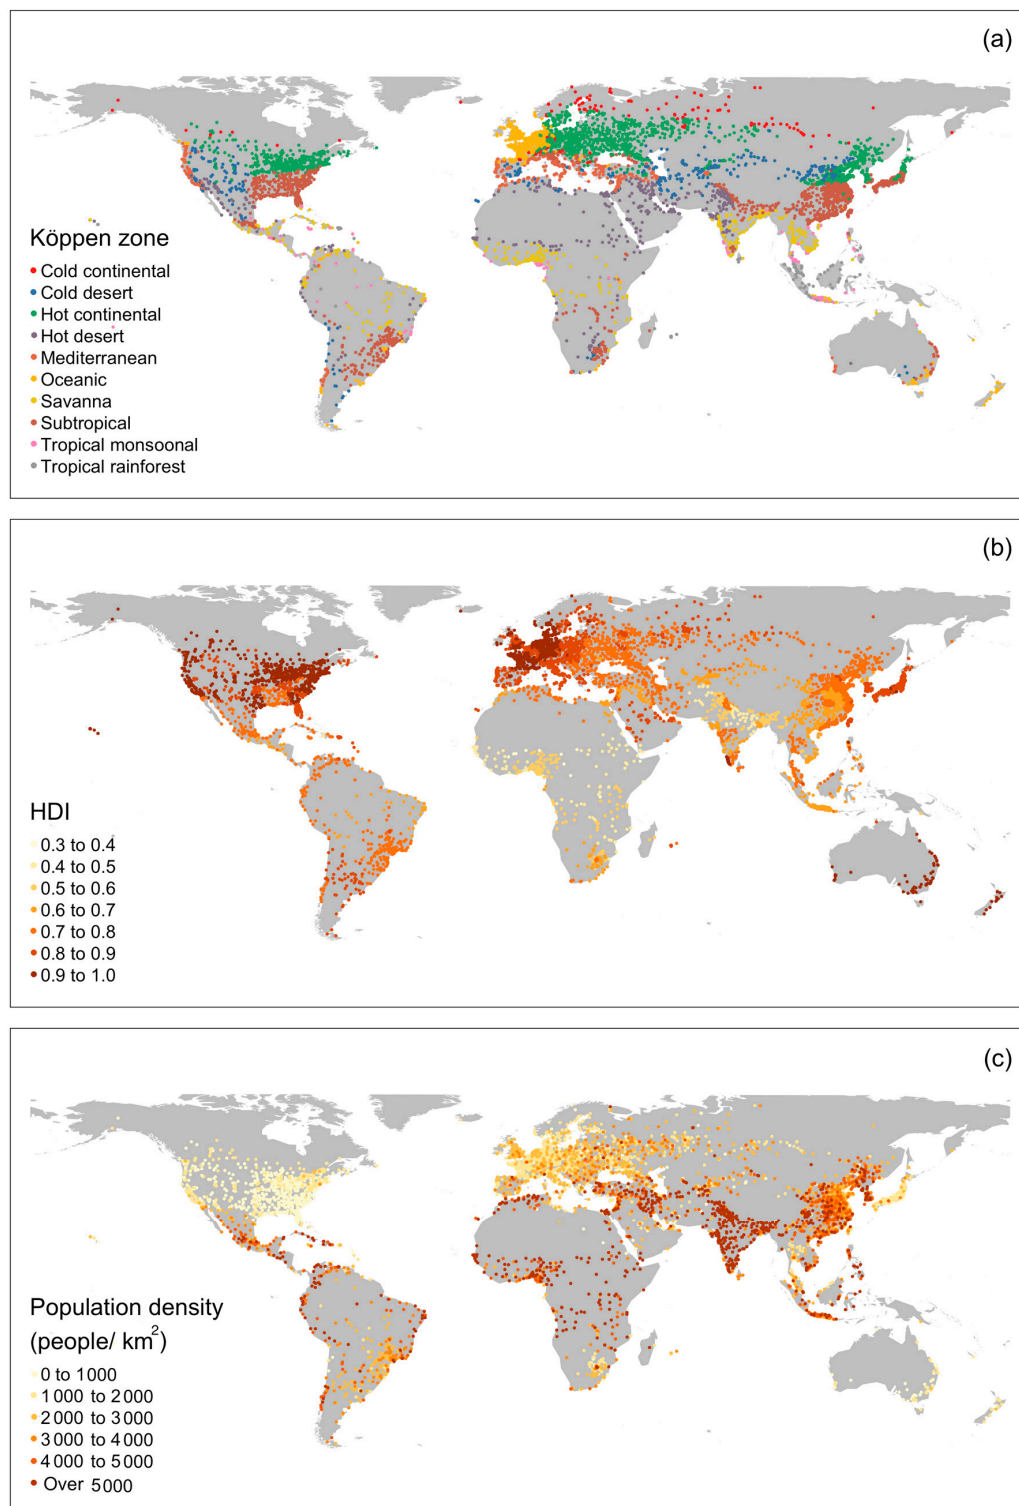 (a)
Köppen zone
Cold continental
Cold desert
Hot continental
Hot desert
Mediterranean
Oceanic
Savanna
Subtropical
Tropical monsoonal
Tropical rainforest
(b)
HDI
0.3 to 0.4
0.4 to 0.5
0.5 to 0.6
0.6 to 0.7
0.7 to 0.8
0.8 to 0.9
0.9 to 1.0
(c)
Population density
(people/ km²)
0 to 1000
1000 to 2000
2000 to 3000
3000 to 4000
4000 to 5000
Over 5000